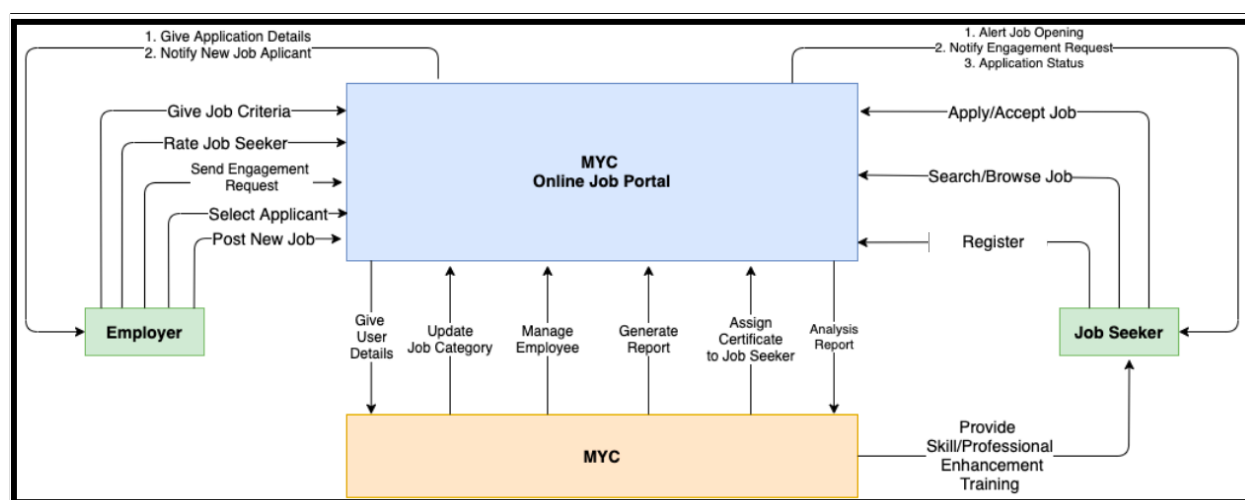 1. Give Application Details
2. Notify New Job Aplicant
1. Alert Job Opening
2. Notify Engagement Request
3. Application Status
Give Job Criteria
Rate Job Seeker
Send Engagement
Request
Select Applicant
Post New Job
MYC
Online Job Portal
Apply/Accept Job
Search/Browse Job
Register
Employer
Job Seeker
Give
User
Details
Update
Job Category
Manage
Employee
Generate
Report
Assign
Certificate
to Job Seeker
Analysis
Report
MYC
Provide
Skill/Professional
Enhancement
Training